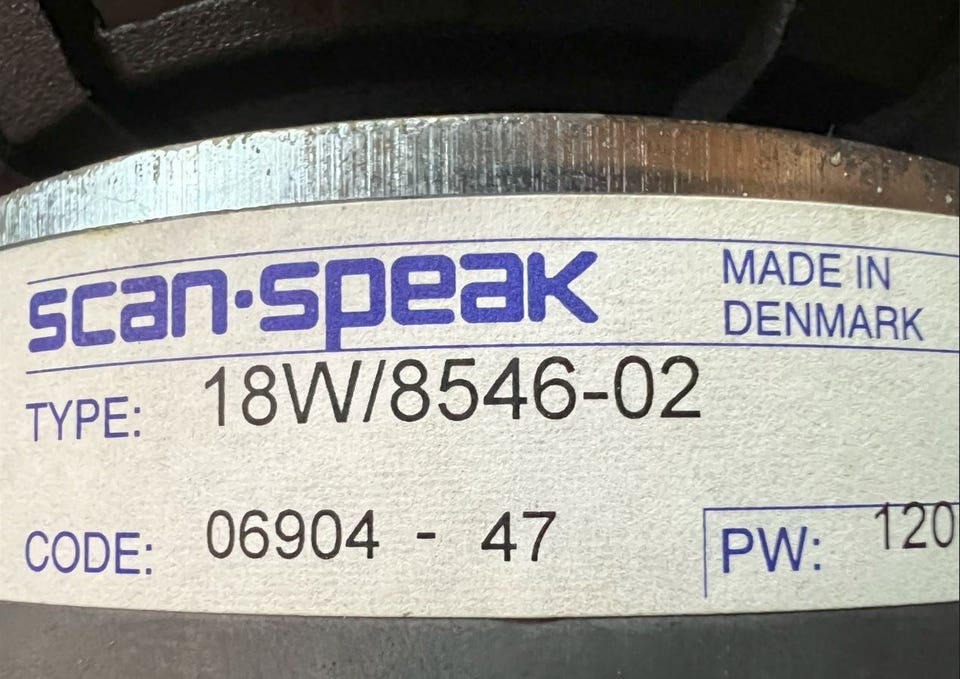 scan·speak
MADE IN
DENMARK
TYPE: 18W/8546-02
CODE: 06904 - 47
PW: 120